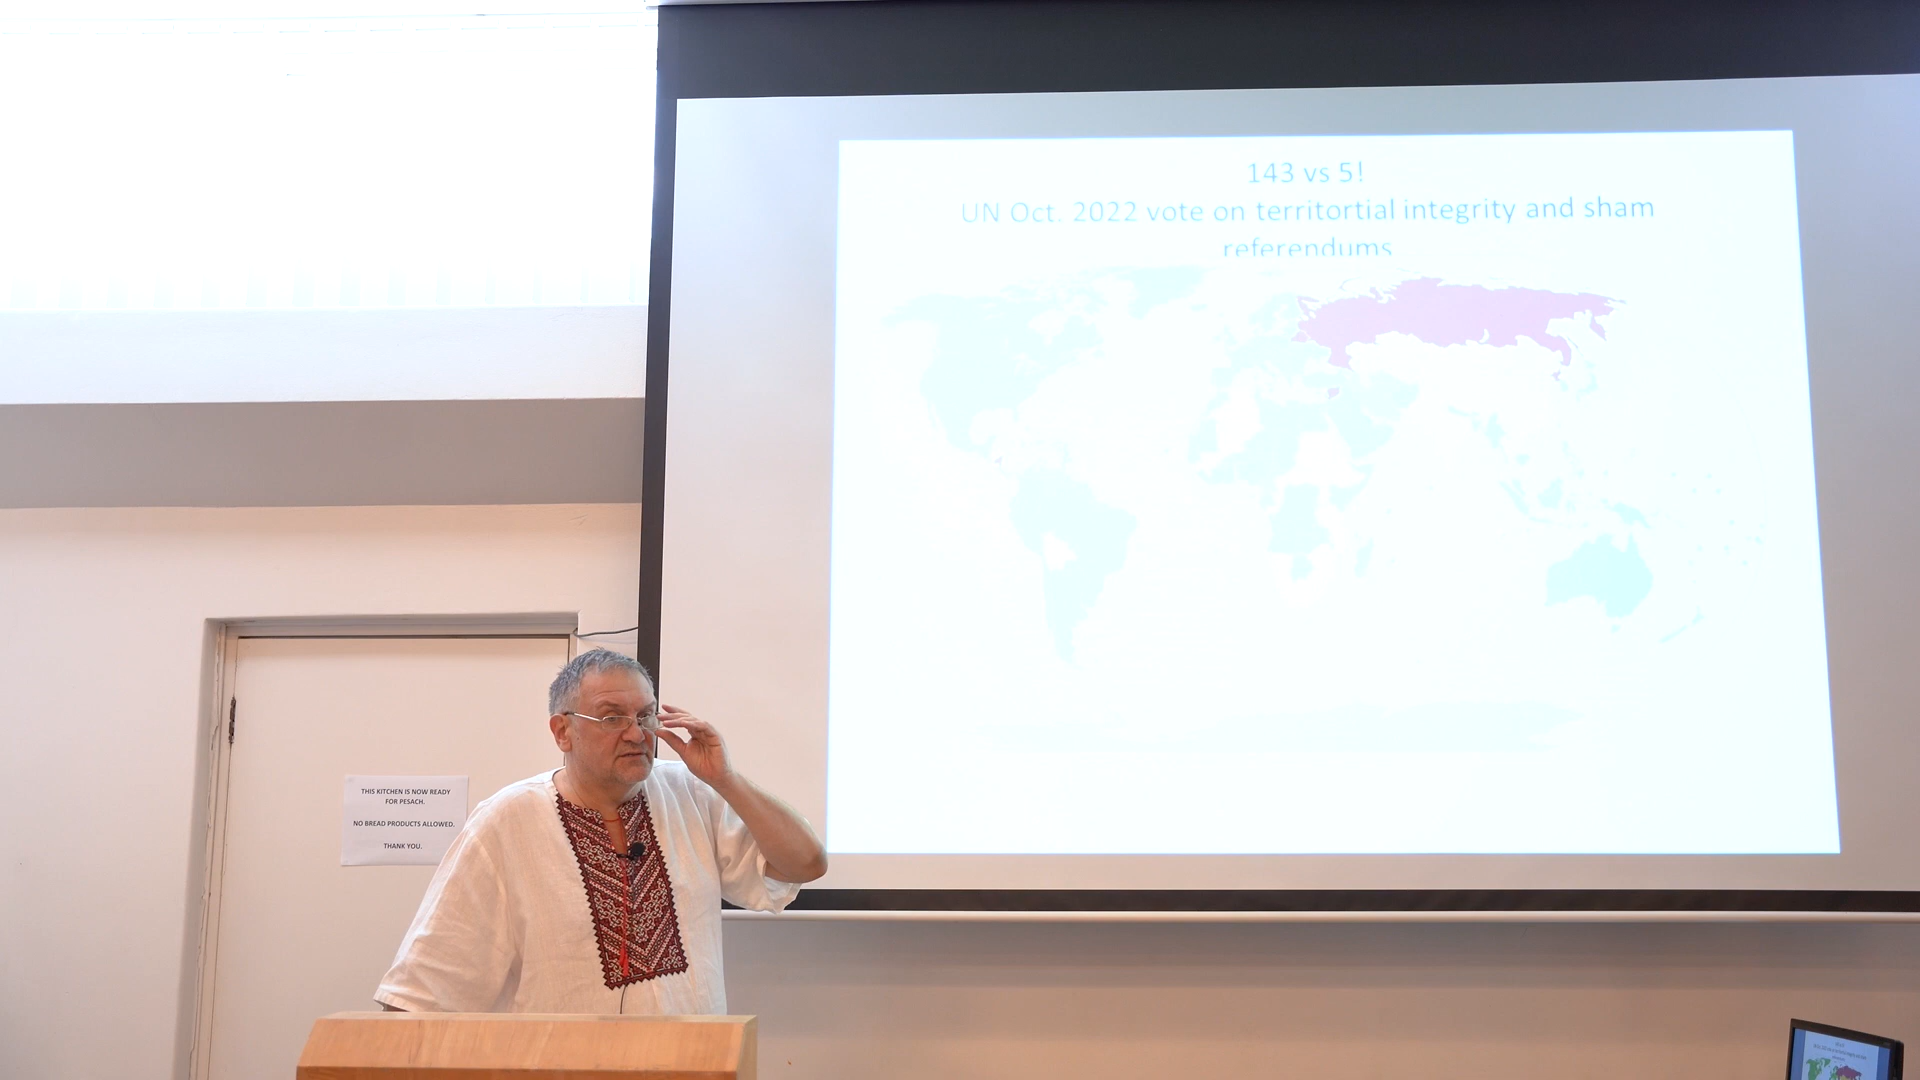 143 vs 5!
UN Oct. 2022 vote on territortial integrity and sham
referendums
THIS KITCHEN IS NOW READY
FOR PESACH.
NO BREAD PRODUCTS ALLOWED.
THANK YOU.